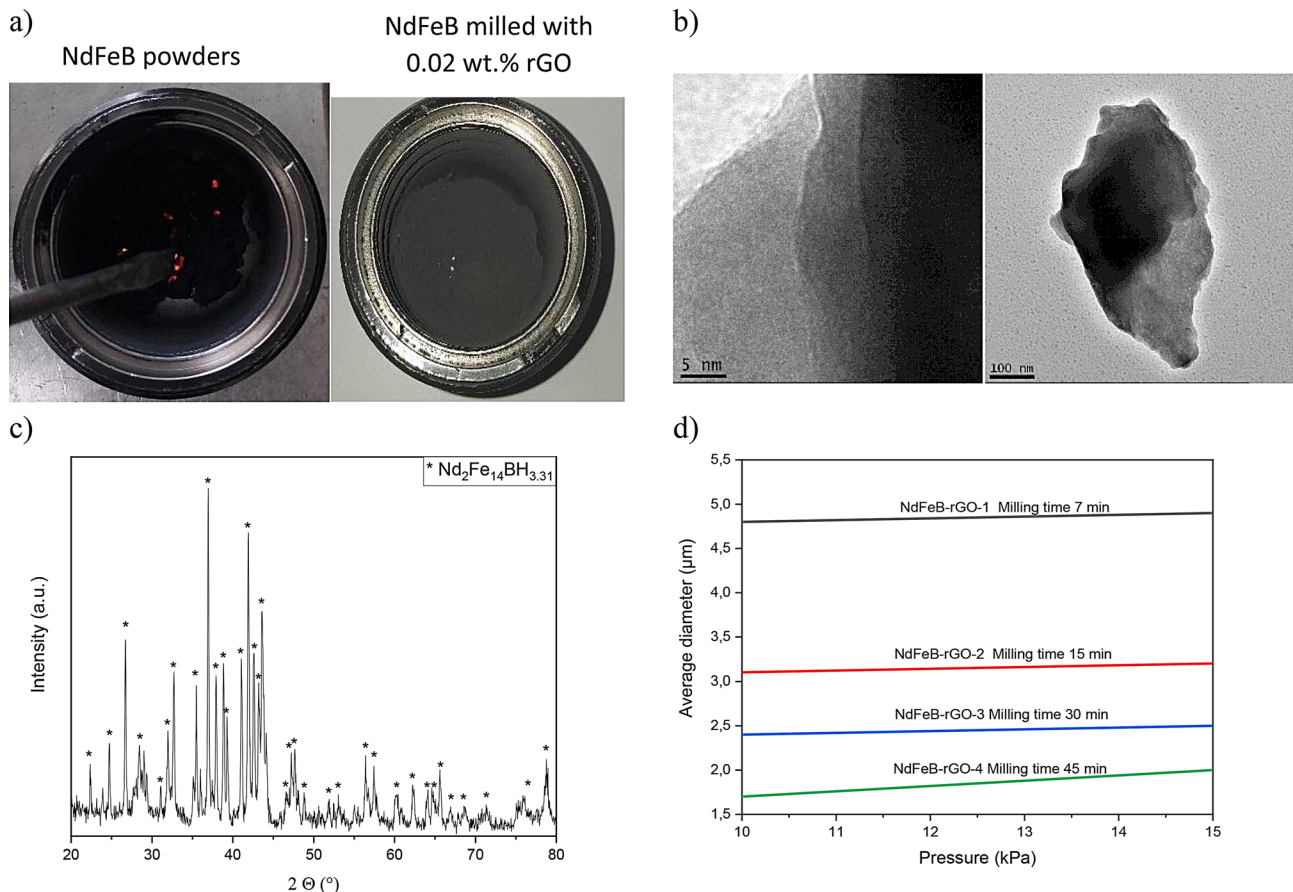 a)
NdFeB powders
NdFeB milled with
0.02 wt.% rGO
b)
5 nm
100 nm
c)
* Nd₂Fe₁₄BH₃.₃₁
Intensity (a.u.)
20 30 40 50 60 70 80
2 Θ (°)
d)
5,5
5,0
4,5
4,0
3,5
3,0
2,5
2,0
1,5
Average diameter (μm)
NdFeB-rGO-1 Milling time 7 min
NdFeB-rGO-2 Milling time 15 min
NdFeB-rGO-3 Milling time 30 min
NdFeB-rGO-4 Milling time 45 min
10 11 12 13 14 15
Pressure (kPa)